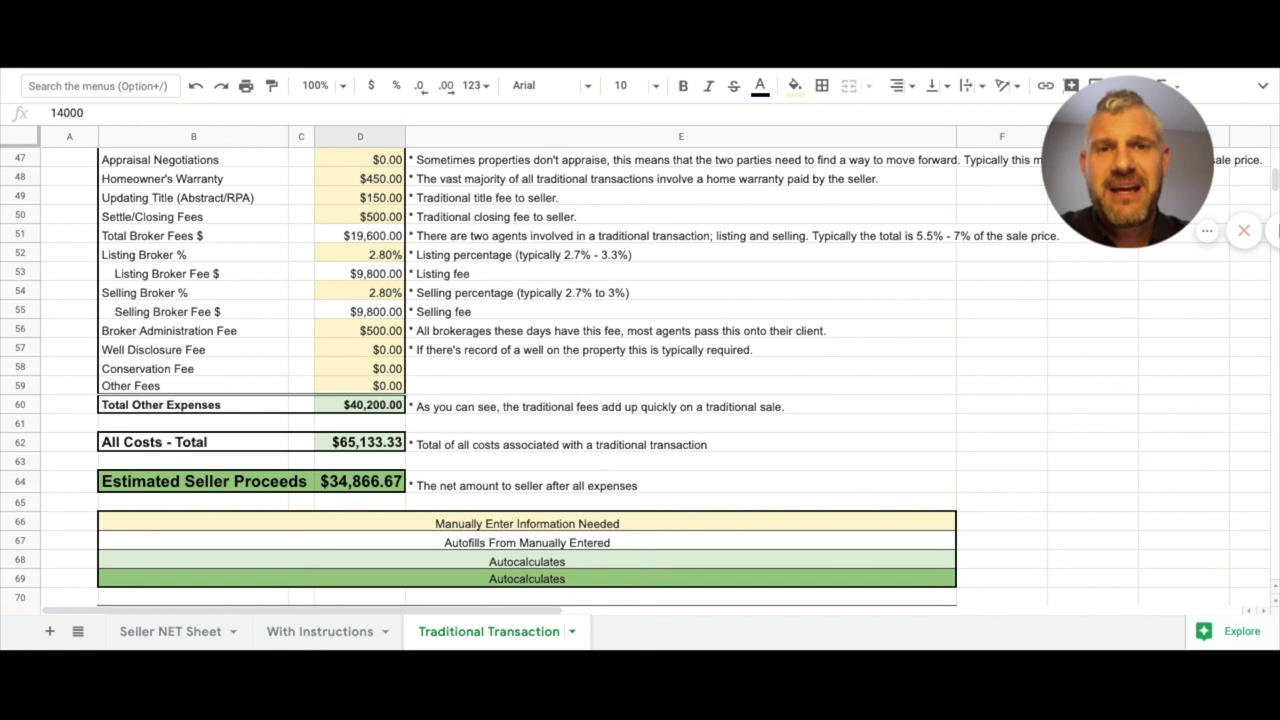 Search the menus (Option+/) 100% $ % .0 .00 123 Arial 10 B I S A
fx 14000
A B C D E F
47 Appraisal Negotiations $0.00 * Sometimes properties don't appraise, this means that the two parties need to find a way to move forward. Typically this m sale price.
48 Homeowner's Warranty $450.00 * The vast majority of all traditional transactions involve a home warranty paid by the seller.
49 Updating Title (Abstract/RPA) $150.00 * Traditional title fee to seller.
50 Settle/Closing Fees $500.00 * Traditional closing fee to seller.
51 Total Broker Fees $ $19,600.00 * There are two agents involved in a traditional transaction; listing and selling. Typically the total is 5.5% - 7% of the sale price.
52 Listing Broker % 2.80% * Listing percentage (typically 2.7% - 3.3%)
53 Listing Broker Fee $ $9,800.00 * Listing fee
54 Selling Broker % 2.80% * Selling percentage (typically 2.7% to 3%)
55 Selling Broker Fee $ $9,800.00 * Selling fee
56 Broker Administration Fee $500.00 * All brokerages these days have this fee, most agents pass this onto their client.
57 Well Disclosure Fee $0.00 * If there's record of a well on the property this is typically required.
58 Conservation Fee $0.00
59 Other Fees $0.00
60 Total Other Expenses $40,200.00 * As you can see, the traditional fees add up quickly on a traditional sale.
61
62 All Costs - Total $65,133.33 * Total of all costs associated with a traditional transaction
63
64 Estimated Seller Proceeds $34,866.67 * The net amount to seller after all expenses
65
66 Manually Enter Information Needed
67 Autofills From Manually Entered
68 Autocalculates
69 Autocalculates
70
Seller NET Sheet With Instructions Traditional Transaction Explore